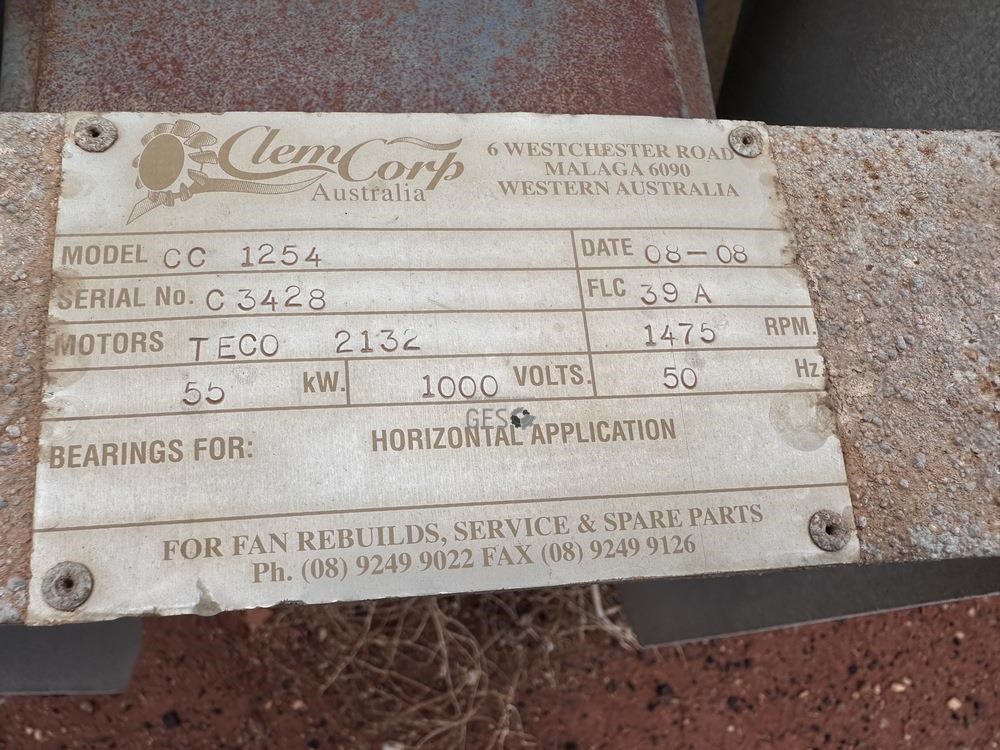 ClemCorp
Australia
6 WESTCHESTER ROAD
MALAGA 6090
WESTERN AUSTRALIA
MODEL CC 1254
DATE 08-08
SERIAL No. C3428
FLC 39 A
MOTORS TECO 2132
1475 RPM.
55 kW.
1000 VOLTS.
50 Hz.
GES
BEARINGS FOR: HORIZONTAL APPLICATION
FOR FAN REBUILDS, SERVICE & SPARE PARTS
Ph. (08) 9249 9022 FAX (08) 9249 9126